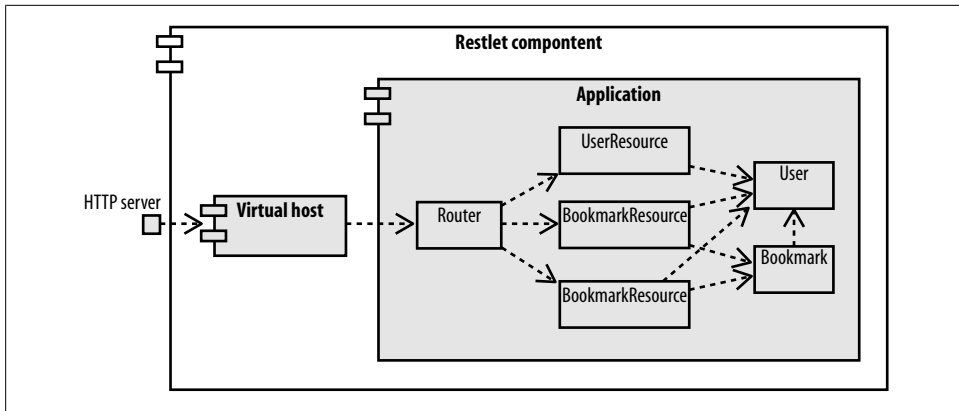 Restlet compontent
Application
UserResource
User
HTTP server
Virtual host
Router
BookmarkResource
Bookmark
BookmarkResource